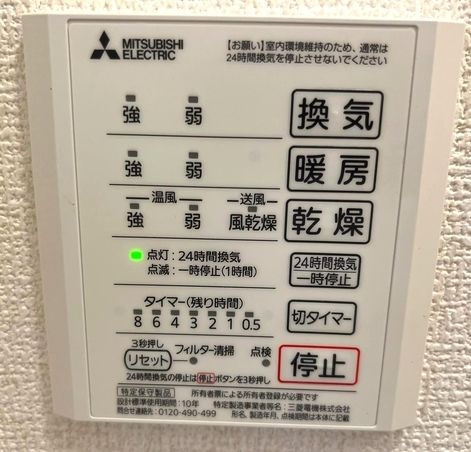 MITSUBISHI
ELECTRIC
【お願い】室内環境維持のため、通常は
24時間換気を停止させないでください
強 弱 換気
強 弱 暖房
温風 送風
強 弱 風乾燥 乾燥
点灯:24時間換気
点滅:一時停止(1時間)
24時間換気
一時停止
タイマー(残り時間)
8 6 4 3 2 1 0.5
切タイマー
3秒押し
リセット フィルター清掃 点検
停止
24時間換気の停止は停止ボタンを3秒押し
特定保守製品 所有者票による所有者登録が必要です
設計標準使用期間:10年 特定製造事業者等名:三菱電機株式会社
問合せ連絡先:0120-490-499 形名、製造年月、点検期間は本体に記載